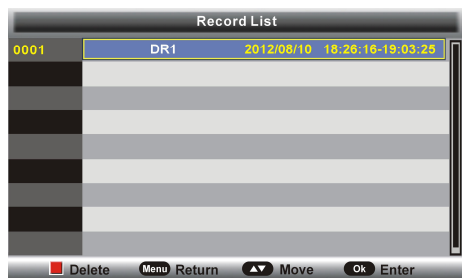 Record List
0001 DR1 2012/08/10 18:26:16-19:03:25
Delete Menu Return Move Ok Enter